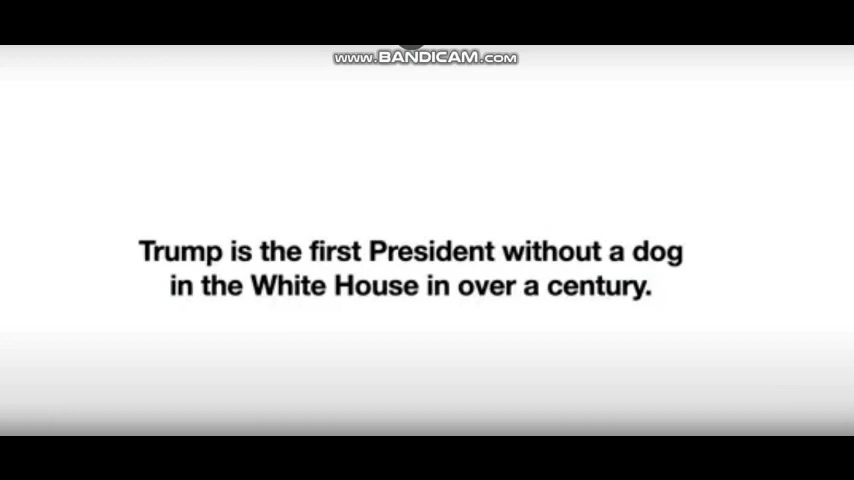 www.BANDICAM.com
Trump is the first President without a dog
in the White House in over a century.